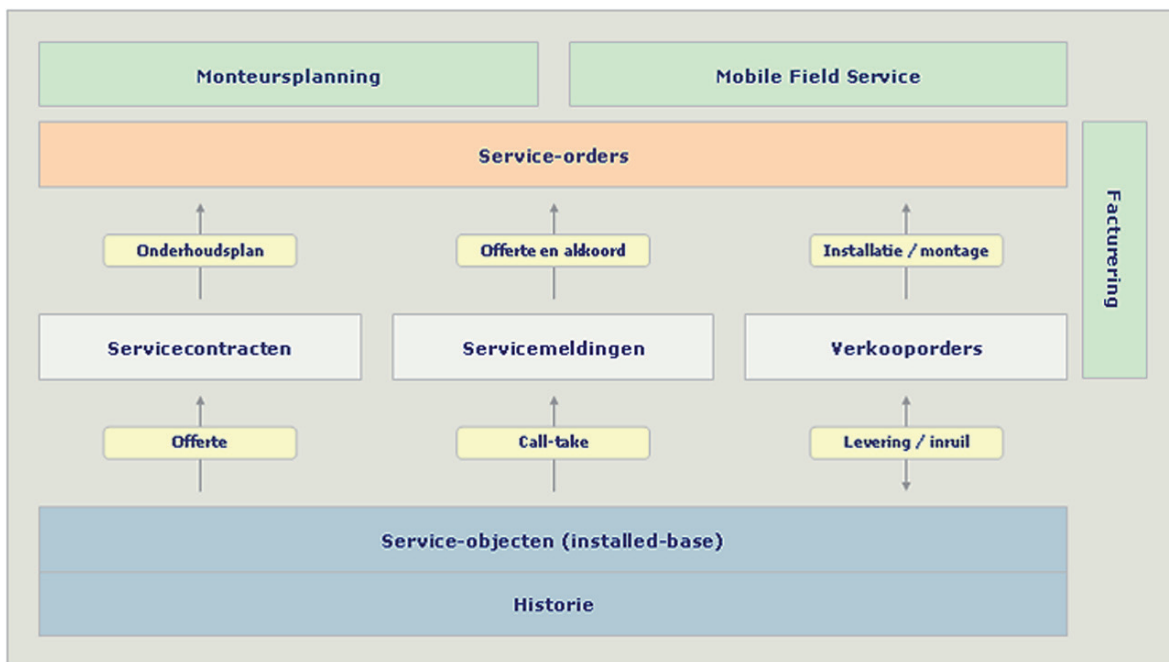 Monteursplanning
Mobile Field Service
Service-orders
Facturering
Onderhoudsplan
Offerte en akkoord
Installatie / montage
Servicecontracten
Servicemeldingen
Verkooporders
Offerte
Call-take
Levering / inruil
Service-objecten (installed-base)
Historie